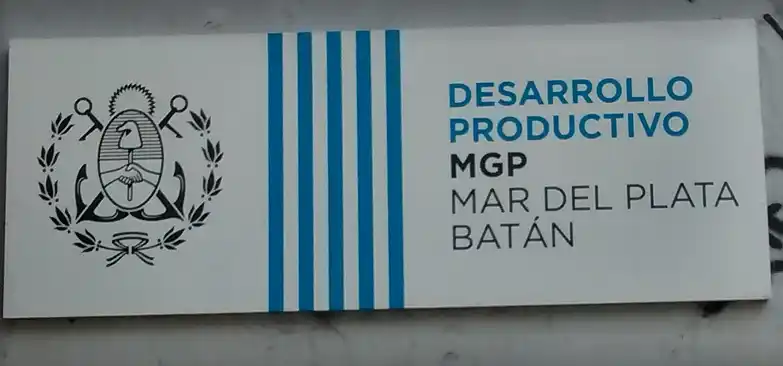 DESARROLLO
PRODUCTIVO
MGP
MAR DEL PLATA
BATÁN